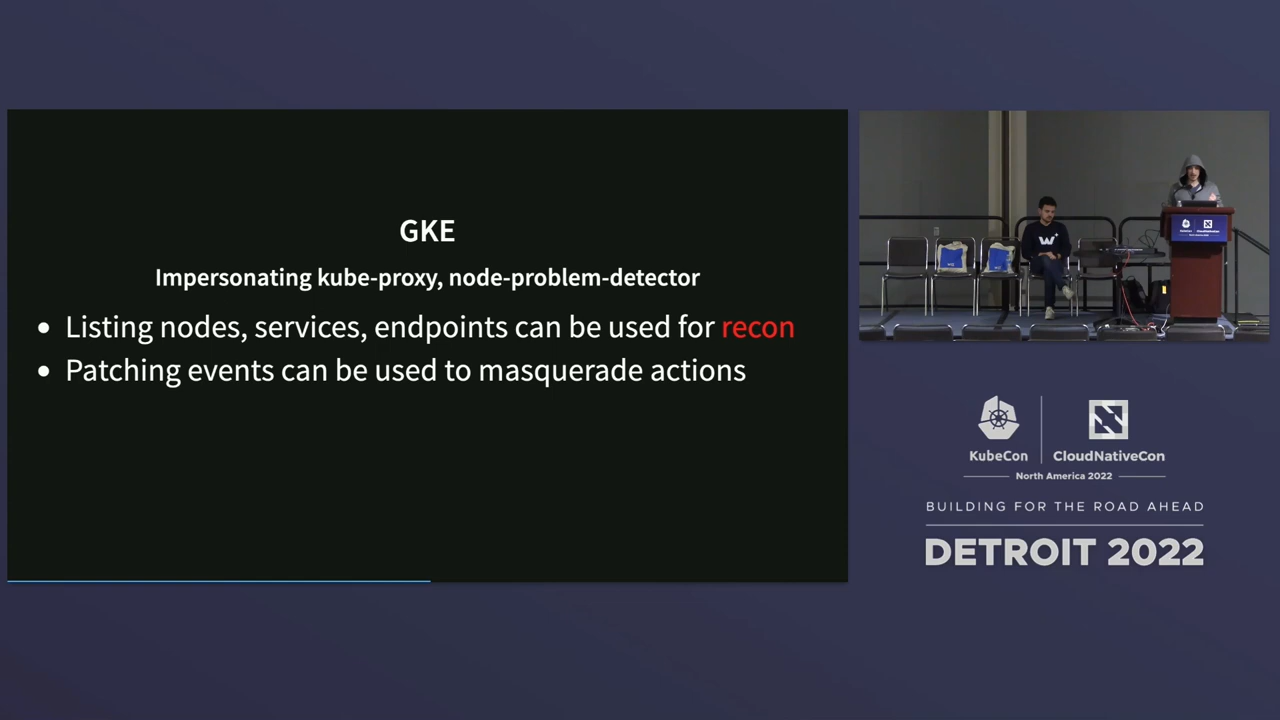 GKE
Impersonating kube-proxy, node-problem-detector
Listing nodes, services, endpoints can be used for recon
Patching events can be used to masquerade actions
W
KubeCon
CloudNativeCon
North America 2022
BUILDING FOR THE ROAD AHEAD
DETROIT 2022